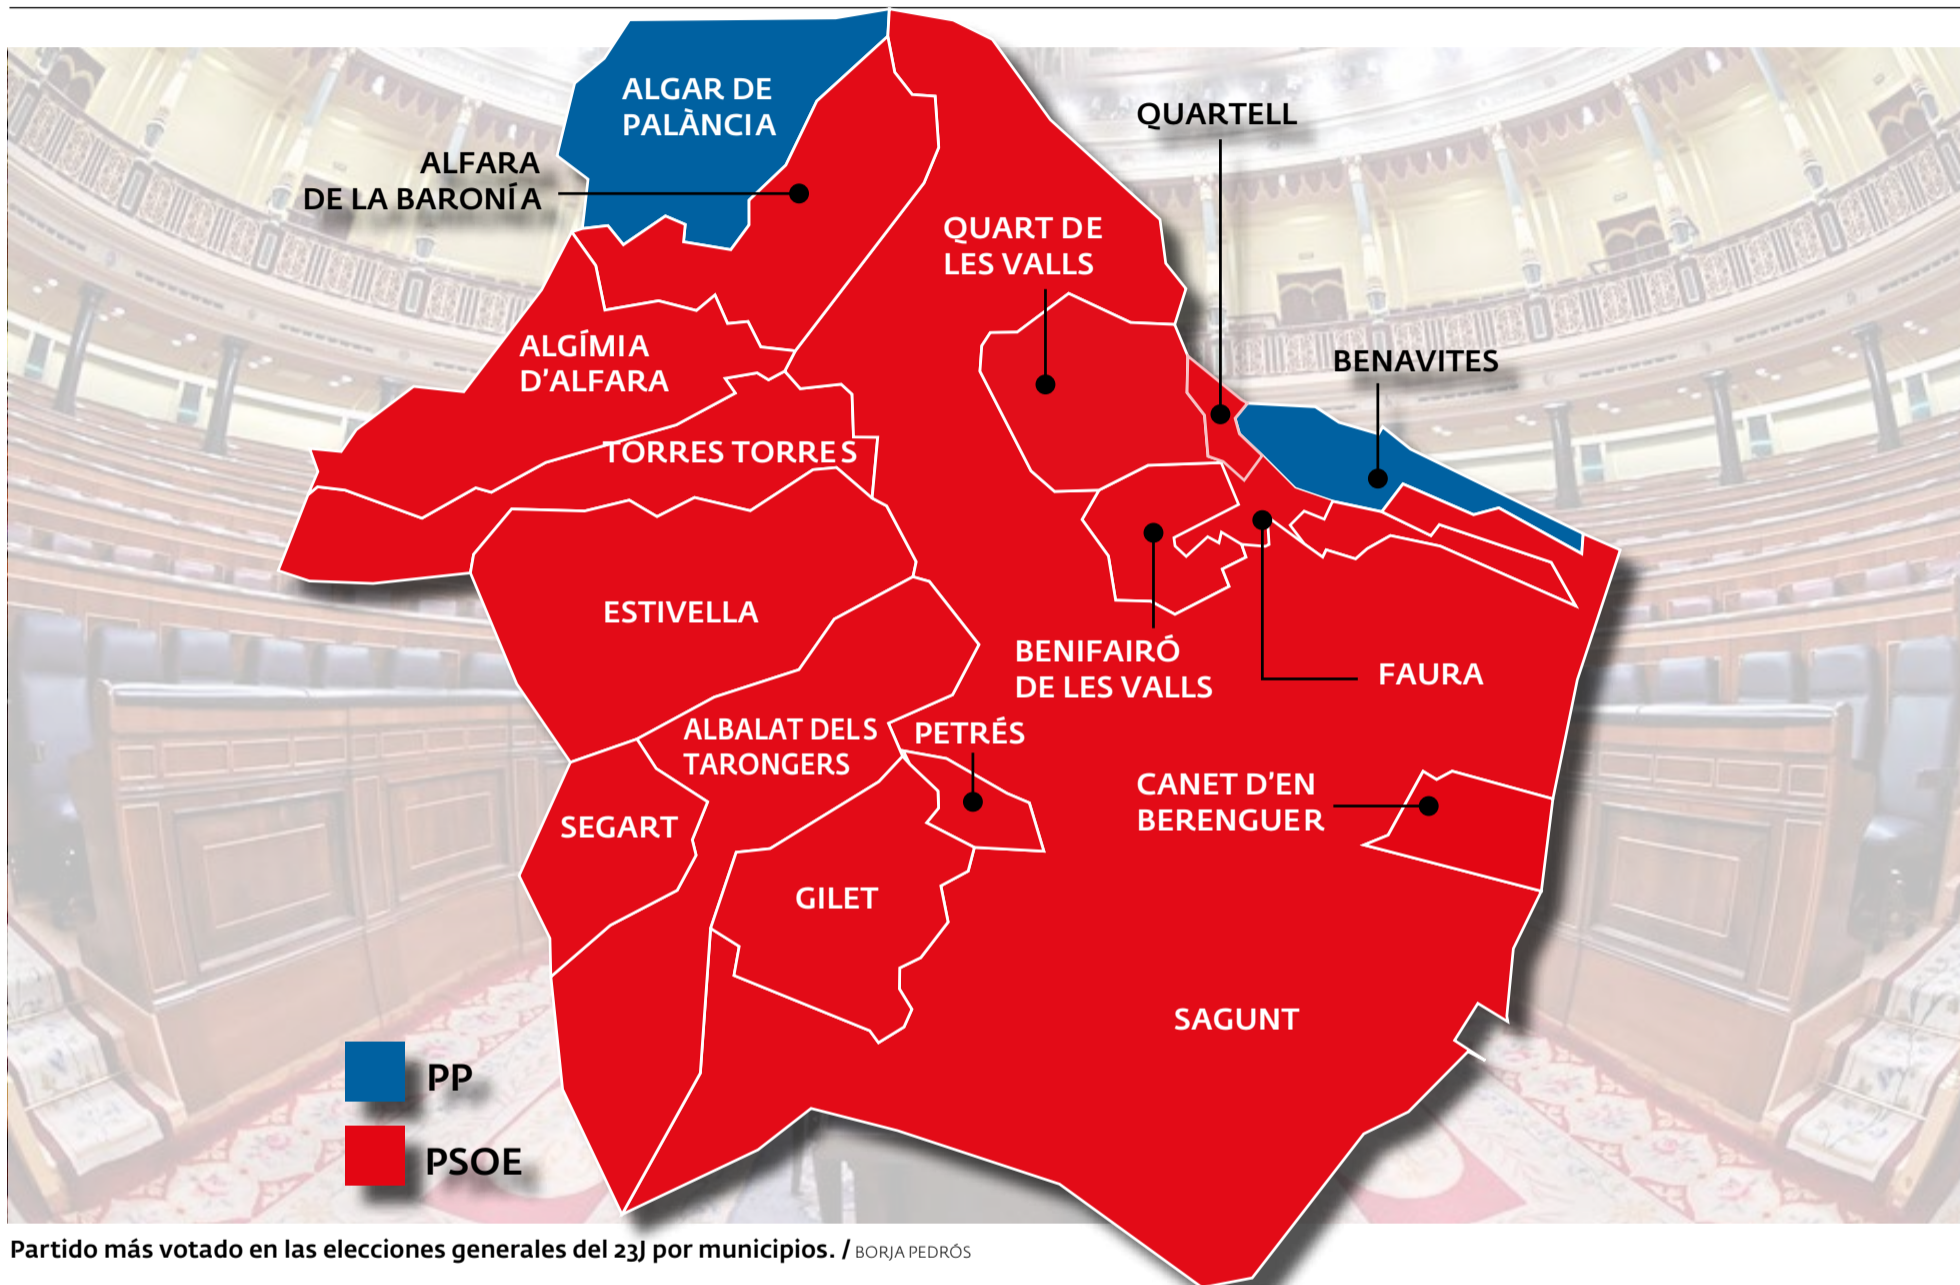 ALGAR DE
PALÀNCIA
QUARTELL
ALFARA
DE LA BARONÍA
QUART DE
LES VALLS
ALGÍMIA
D'ALFARA
BENAVITES
TORRES TORRES
ESTIVELLA
BENIFAIRÓ
DE LES VALLS
FAURA
ALBALAT DELS
TARONGERS
PETRÉS
CANET D'EN
BERENGUER
SEGART
GILET
SAGUNT
PP
PSOE
Partido más votado en las elecciones generales del 23J por municipios. / BORJA PEDRÓS